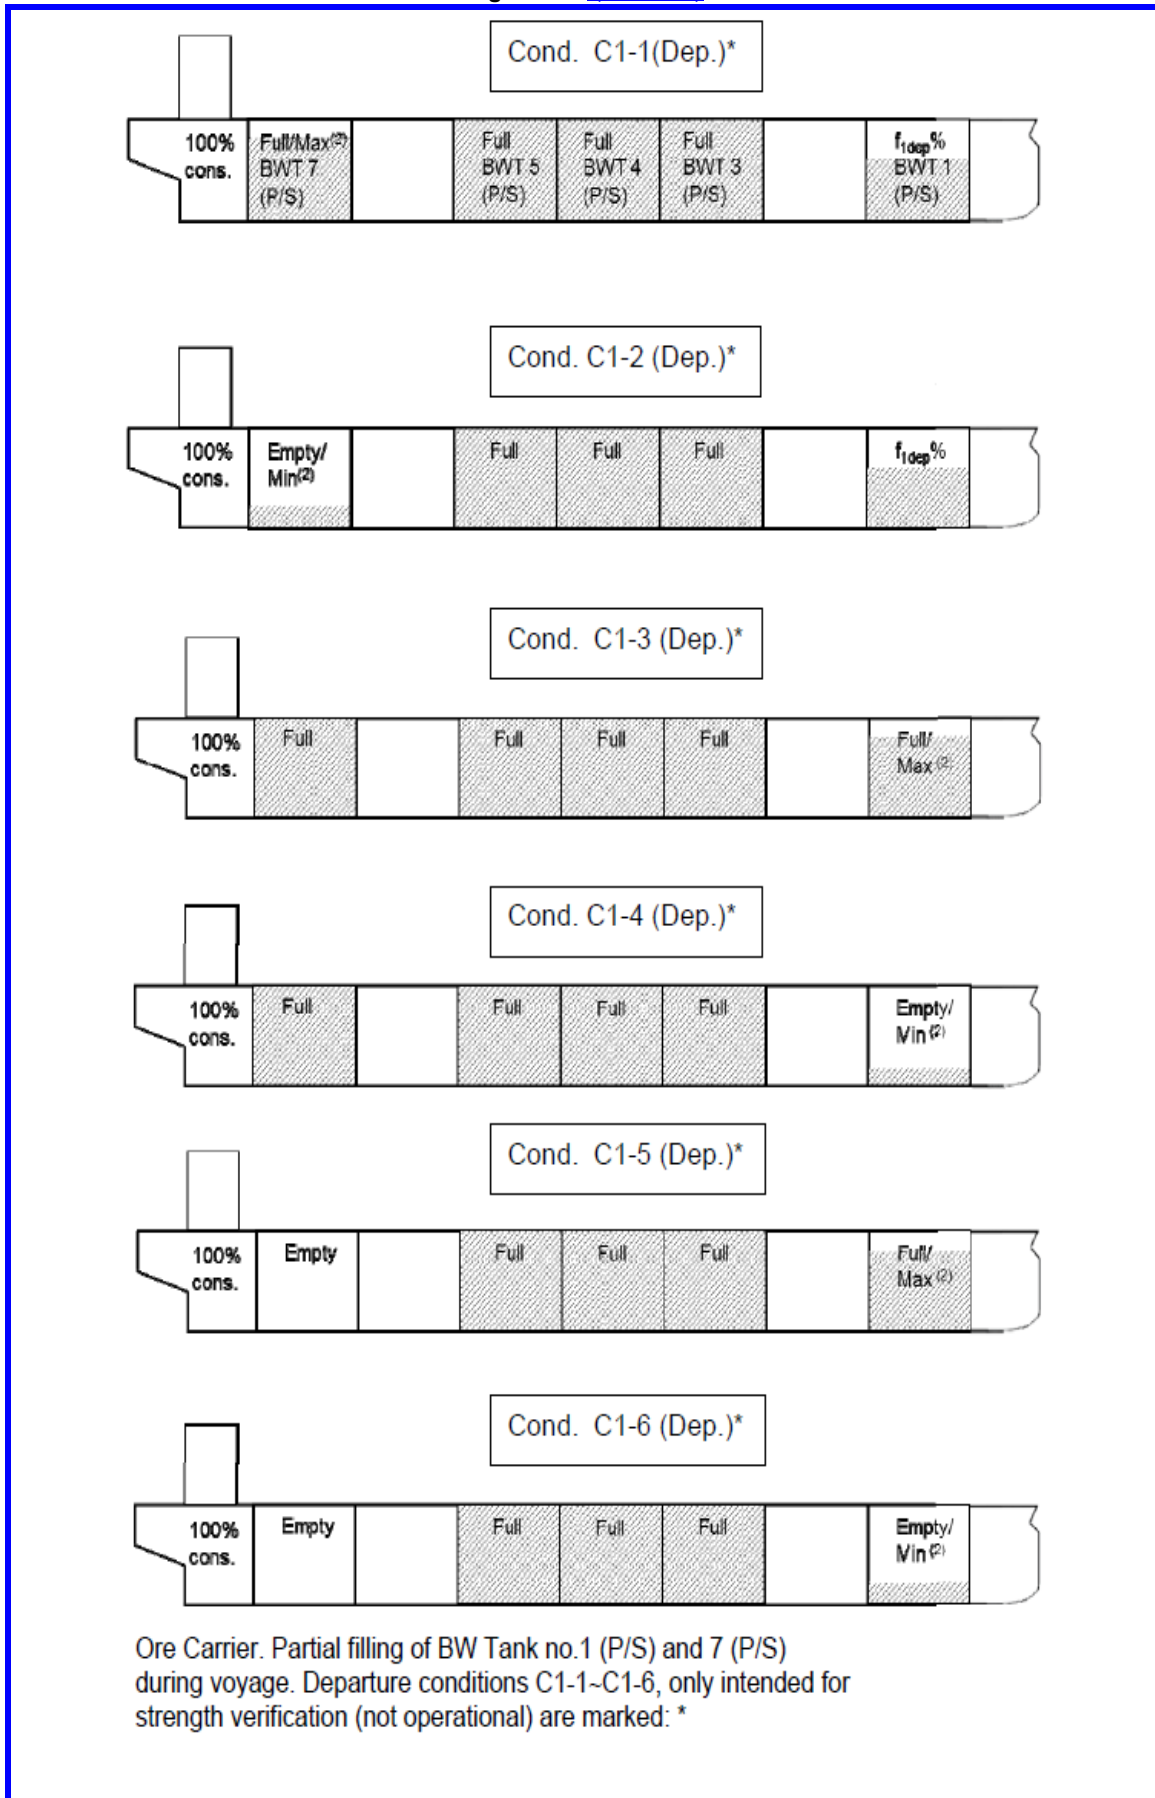 Cond. C1-1(Dep.)*
100%
cons.
Full/Max(2)
BWT 7
(P/S)
Full
BWT 5
(P/S)
Full
BWT 4
(P/S)
Full
BWT 3
(P/S)
f1dep%
BWT 1
(P/S)
Cond. C1-2 (Dep.)*
100%
cons.
Empty/
Min(2)
Full
Full
Full
f1dep%
Cond. C1-3 (Dep.)*
100%
cons.
Full
Full
Full
Full
Full/
Max (2)
Cond. C1-4 (Dep.)*
100%
cons.
Full
Full
Full
Full
Empty/
Min (2)
Cond. C1-5 (Dep.)*
100%
cons.
Empty
Full
Full
Full
Full/
Max (2)
Cond. C1-6 (Dep.)*
100%
cons.
Empty
Full
Full
Full
Empty/
Min (2)
Ore Carrier. Partial filling of BW Tank no.1 (P/S) and 7 (P/S)
during voyage. Departure conditions C1-1~C1-6, only intended for
strength verification (not operational) are marked: *